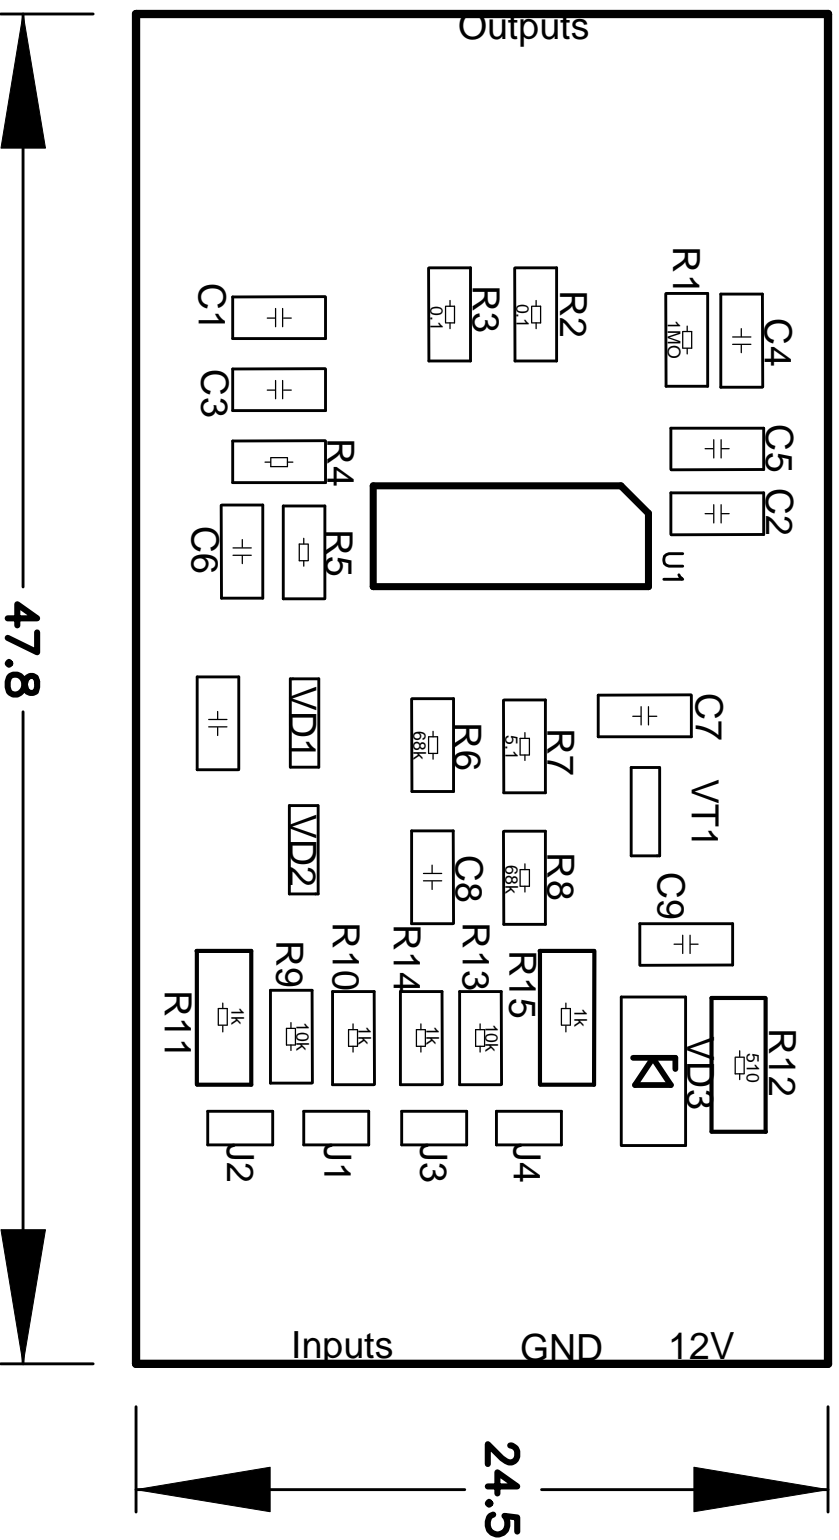 Outputs
C1
R3
0.1
R2
0.1
R1
1MO
C4
C3
R4
C5
C2
C6
R5
U1
47.8
VD1
R6
68k
R7
5.1
C7
VT1
VD2
C8
R8
68k
C9
R11
1k
R9
10k
R10
1k
R14
1k
R13
10k
R15
1k
VD3
R12
510
J2
J1
J3
J4
Inputs
GND
12V
24.5